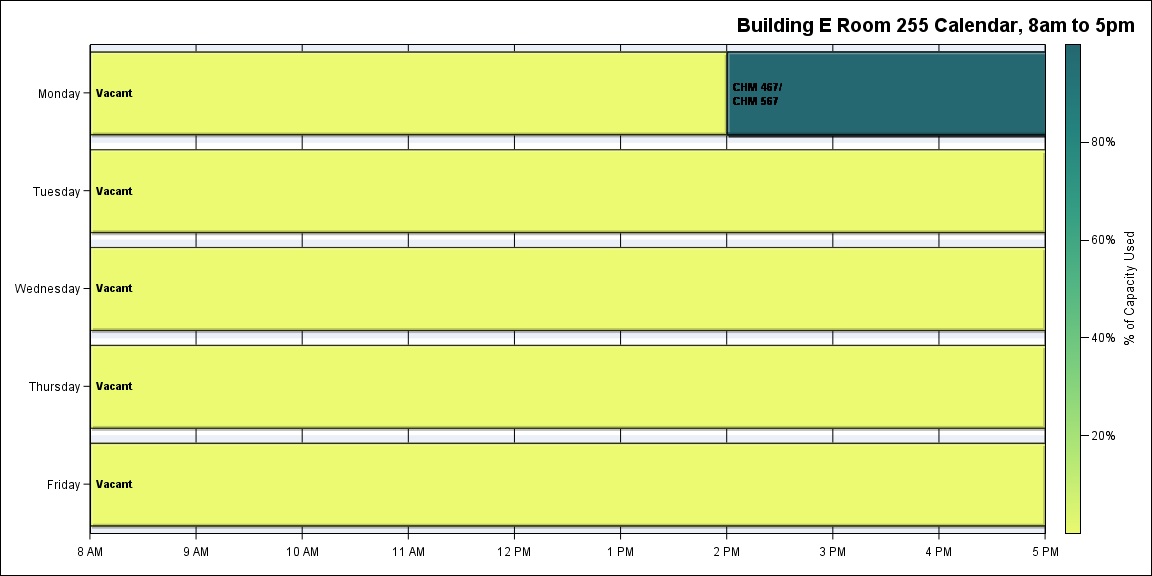 Building E Room 255 Calendar, 8am to 5pm
Monday
Vacant
CHM 467/
CHM 567
Tuesday
Vacant
Wednesday
Vacant
Thursday
Vacant
Friday
Vacant
8 AM
9 AM
10 AM
11 AM
12 PM
1 PM
2 PM
3 PM
4 PM
5 PM
80%
60%
40%
20%
% of Capacity Used